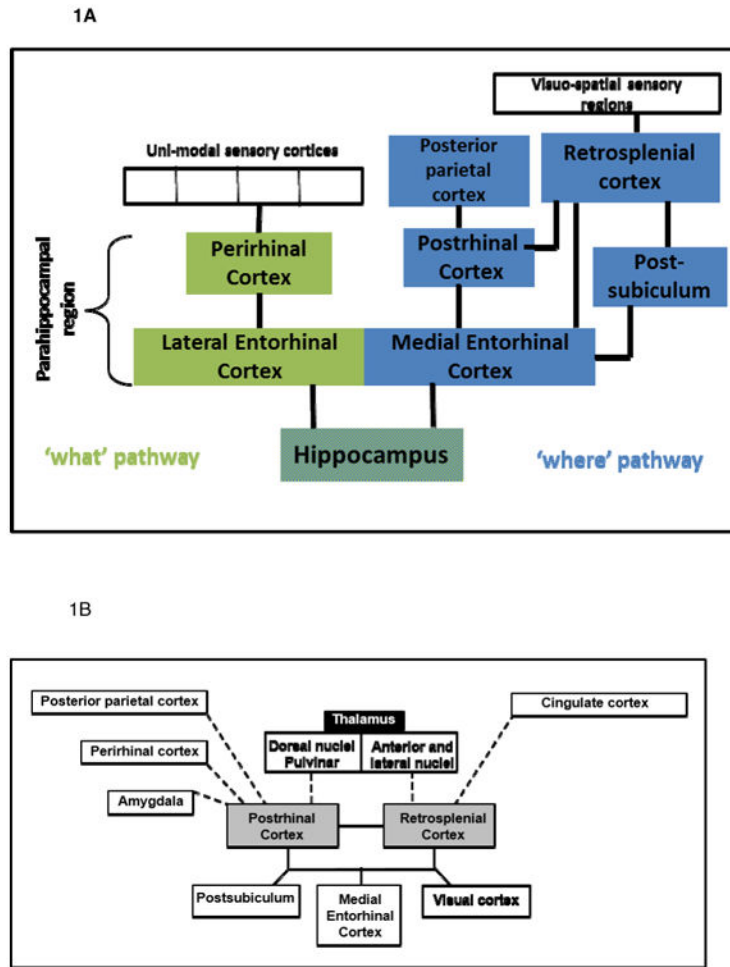 1A
Visuo-spatial sensory
regions
Uni-modal sensory cortices
Posterior
parietal
cortex
Retrosplenial
cortex
Parahippocampal
region
Perirhinal
Cortex
Postrhinal
Cortex
Post-
subiculum
Lateral Entorhinal
Cortex
Medial Entorhinal
Cortex
'what' pathway
Hippocampus
'where' pathway
1B
Posterior parietal cortex
Cingulate cortex
Thalamus
Perirhinal cortex
Dorsal nuclei
Pulvinar
Anterior and
lateral nuclei
Amygdala
Postrhinal
Cortex
Retrosplenial
Cortex
Postsubiculum
Medial
Entorhinal
Cortex
Visual cortex